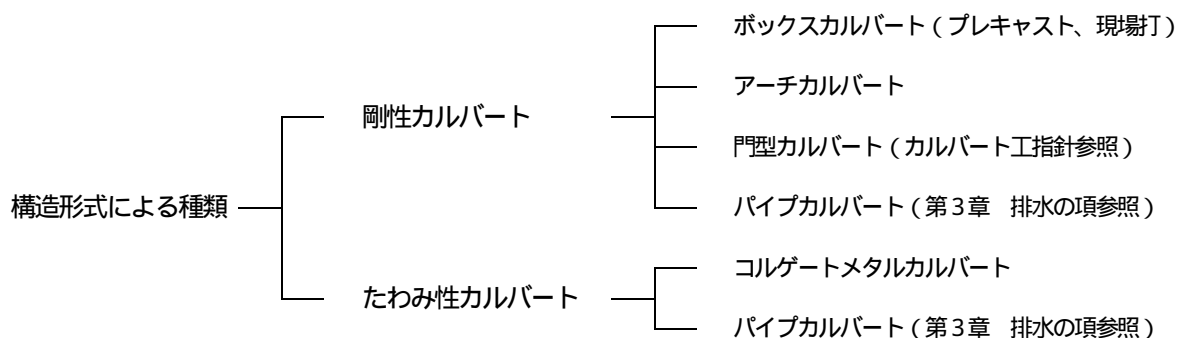 構造形式による種類
剛性カルバート
ボックスカルバート（プレキャスト、現場打）
アーチカルバート
門型カルバート（カルバート工指針参照）
パイプカルバート（第３章　排水の項参照）
たわみ性カルバート
コルゲートメタルカルバート
パイプカルバート（第３章　排水の項参照）